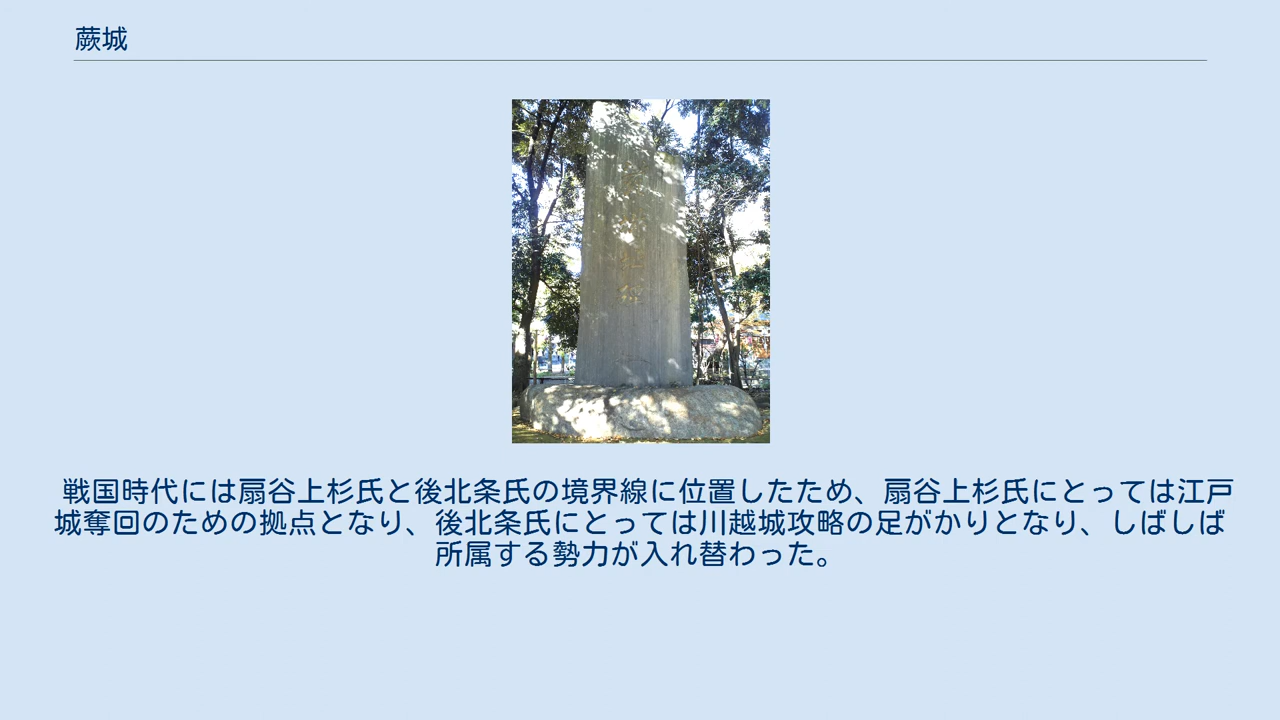 蕨城
戦国時代には扇谷上杉氏と後北条氏の境界線に位置したため、扇谷上杉氏にとっては江戸
城奪回のための拠点となり、後北条氏にとっては川越城攻略の足がかりとなり、しばしば
所属する勢力が入れ替わった。